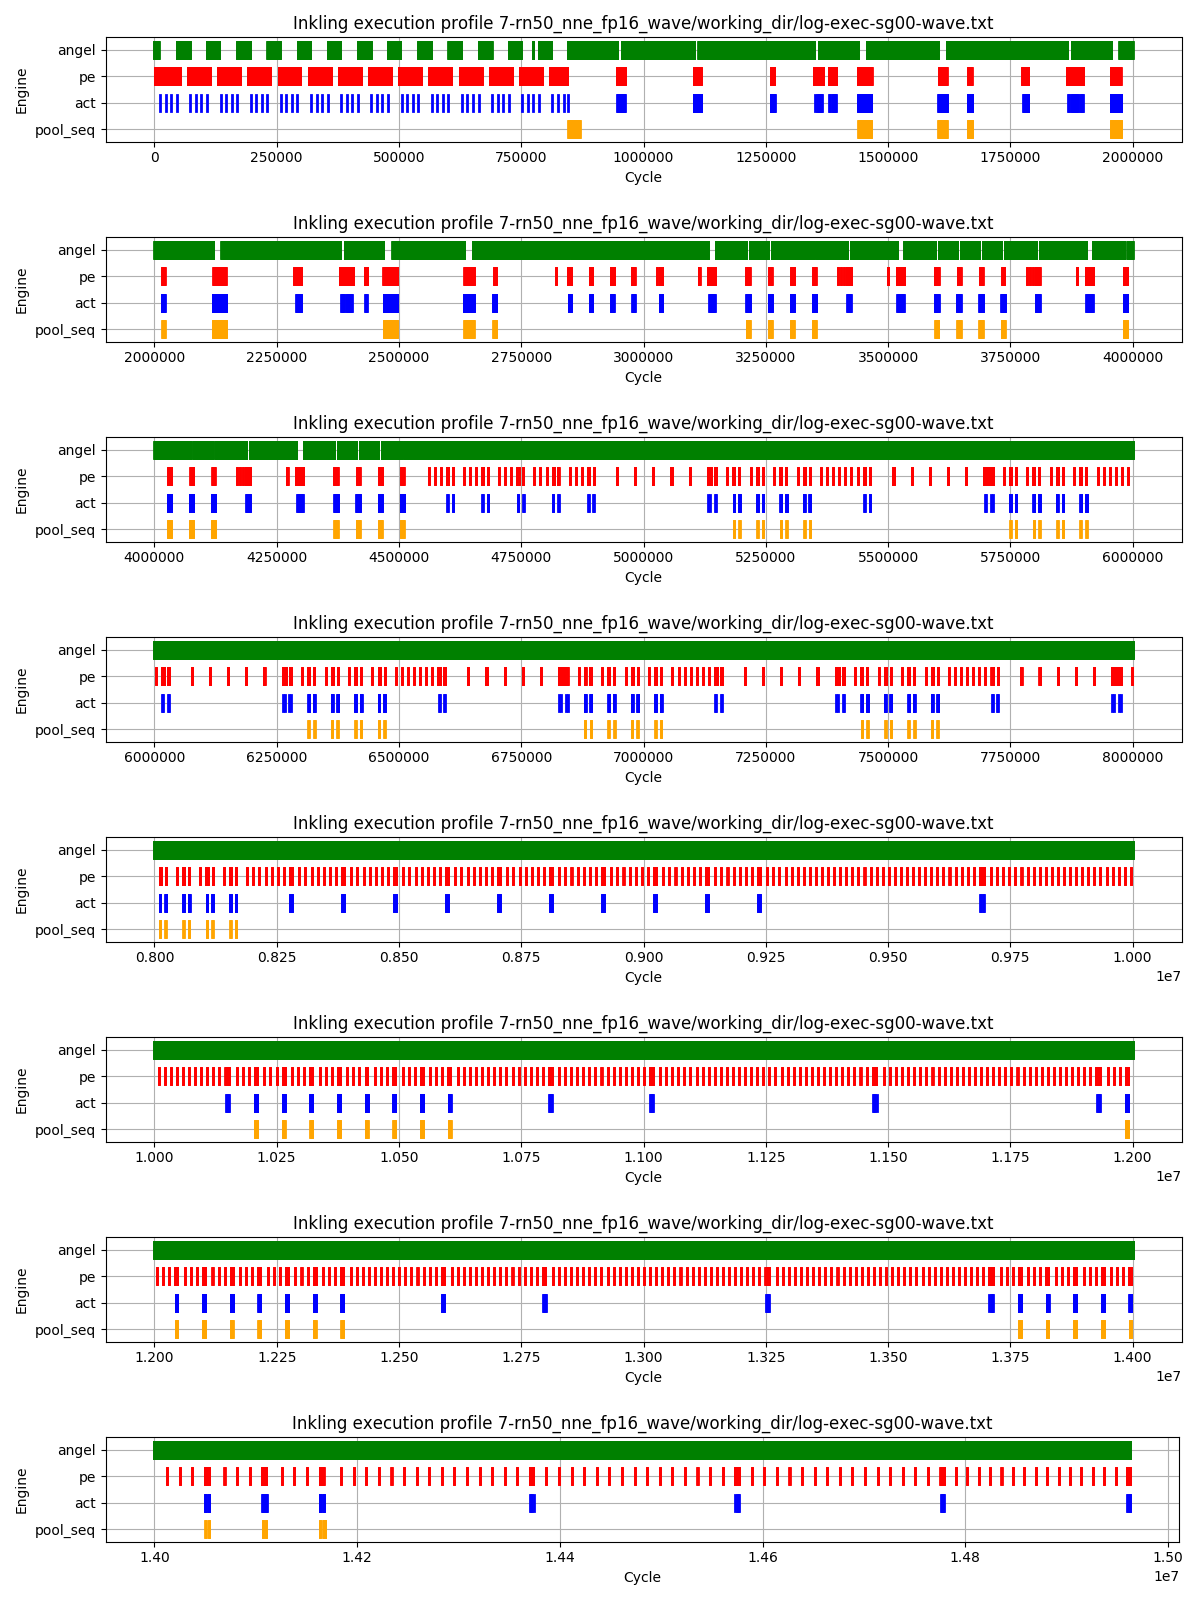 Inkling execution profile 7-rn50_nne_fp16_wave/working_dir/log-exec-sg00-wave.txt
angel
pe
act
pool_seq
Engine
0 250000 500000 750000 1000000 1250000 1500000 1750000 2000000
Cycle
Inkling execution profile 7-rn50_nne_fp16_wave/working_dir/log-exec-sg00-wave.txt
angel
pe
act
pool_seq
Engine
2000000 2250000 2500000 2750000 3000000 3250000 3500000 3750000 4000000
Cycle
Inkling execution profile 7-rn50_nne_fp16_wave/working_dir/log-exec-sg00-wave.txt
angel
pe
act
pool_seq
Engine
4000000 4250000 4500000 4750000 5000000 5250000 5500000 5750000 6000000
Cycle
Inkling execution profile 7-rn50_nne_fp16_wave/working_dir/log-exec-sg00-wave.txt
angel
pe
act
pool_seq
Engine
6000000 6250000 6500000 6750000 7000000 7250000 7500000 7750000 8000000
Cycle
Inkling execution profile 7-rn50_nne_fp16_wave/working_dir/log-exec-sg00-wave.txt
angel
pe
act
pool_seq
Engine
0.800 0.825 0.850 0.875 0.900 0.925 0.950 0.975 1.000
Cycle 1e7
Inkling execution profile 7-rn50_nne_fp16_wave/working_dir/log-exec-sg00-wave.txt
angel
pe
act
pool_seq
Engine
1.000 1.025 1.050 1.075 1.100 1.125 1.150 1.175 1.200
Cycle 1e7
Inkling execution profile 7-rn50_nne_fp16_wave/working_dir/log-exec-sg00-wave.txt
angel
pe
act
pool_seq
Engine
1.200 1.225 1.250 1.275 1.300 1.325 1.350 1.375 1.400
Cycle 1e7
Inkling execution profile 7-rn50_nne_fp16_wave/working_dir/log-exec-sg00-wave.txt
angel
pe
act
pool_seq
Engine
1.40 1.42 1.44 1.46 1.48 1.50
Cycle 1e7